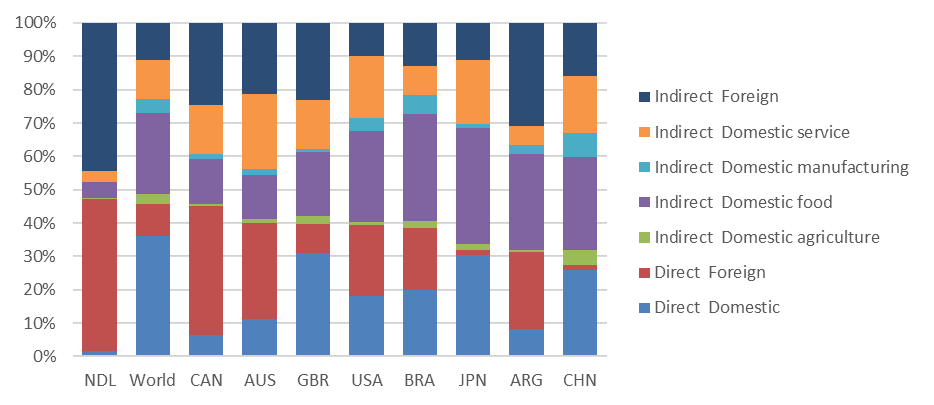 100%
90%
80%
70%
60%
50%
40%
30%
20%
10%
0%
NDL World CAN AUS GBR USA BRA JPN ARG CHN
Indirect Foreign
Indirect Domestic service
Indirect Domestic manufacturing
Indirect Domestic food
Indirect Domestic agriculture
Direct Foreign
Direct Domestic